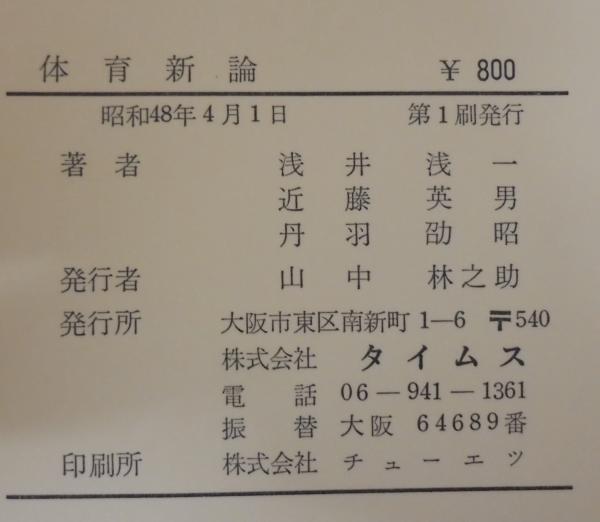 体育新論 ¥ 800
昭和48年4月1日 第1刷発行
著者 浅井浅一
近藤英男
丹羽劭昭
発行者 山中林之助
発行所 大阪市東区南新町 1—6 〒540
株式会社 タイムス
電話 06—941—1361
振替 大阪 64689番
印刷所 株式会社 チューエツ